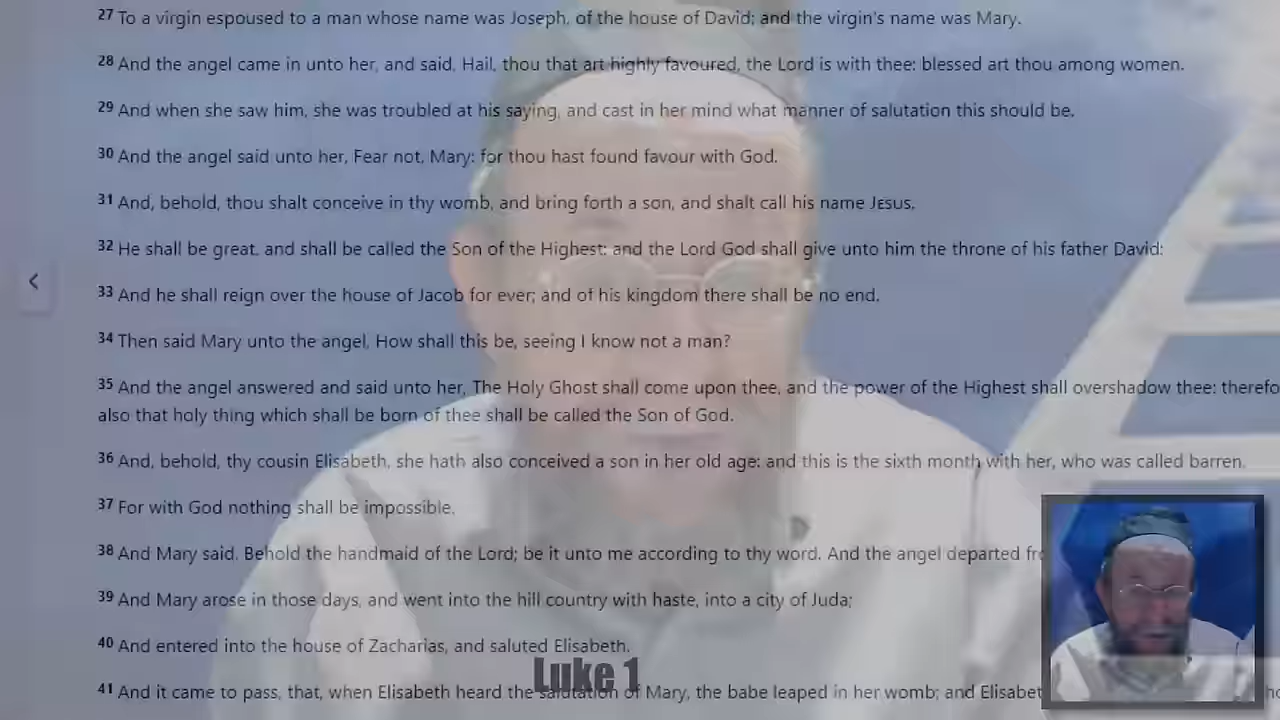 27 To a virgin espoused to a man whose name was Joseph, of the house of David; and the virgin's name was Mary.
28 And the angel came in unto her, and said, Hail, thou that art highly favoured, the Lord is with thee: blessed art thou among women.
29 And when she saw him, she was troubled at his saying, and cast in her mind what manner of salutation this should be.
30 And the angel said unto her, Fear not, Mary: for thou hast found favour with God.
31 And, behold, thou shalt conceive in thy womb, and bring forth a son, and shalt call his name Jesus.
32 He shall be great, and shall be called the Son of the Highest: and the Lord God shall give unto him the throne of his father David:
33 And he shall reign over the house of Jacob for ever; and of his kingdom there shall be no end.
34 Then said Mary unto the angel, How shall this be, seeing I know not a man?
35 And the angel answered and said unto her, The Holy Ghost shall come upon thee, and the power of the Highest shall overshadow thee: therefo
also that holy thing which shall be born of thee shall be called the Son of God.
36 And, behold, thy cousin Elisabeth, she hath also conceived a son in her old age: and this is the sixth month with her, who was called barren.
37 For with God nothing shall be impossible.
38 And Mary said, Behold the handmaid of the Lord; be it unto me according to thy word. And the angel departed fr
39 And Mary arose in those days, and went into the hill country with haste, into a city of Juda;
40 And entered into the house of Zacharias, and saluted Elisabeth.
Luke 1
41 And it came to pass, that, when Elisabeth heard the salutation of Mary, the babe leaped in her womb; and Elisabet